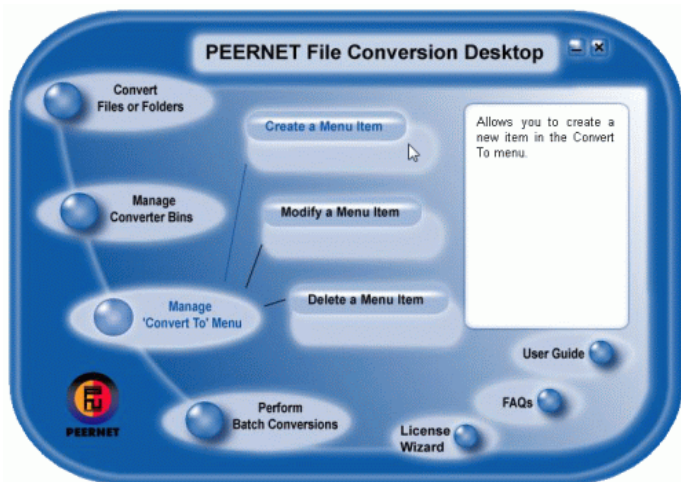 PEERNET File Conversion Desktop
Convert
Files or Folders
Create a Menu Item
Allows you to create a
new item in the Convert
To menu.
Manage
Converter Bins
Modify a Menu Item
Manage
'Convert To' Menu
Delete a Menu Item
User Guide
FAQs
Perform
Batch Conversions
License
Wizard
PEERNET